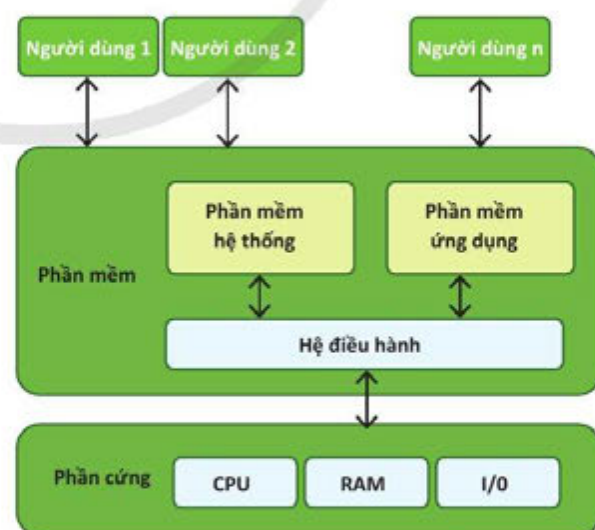 Người dùng 1
Người dùng 2
Người dùng n
Phần mềm
hệ thống
Phần mềm
ứng dụng
Phần mềm
Hệ điều hành
Phần cứng
CPU
RAM
I/0